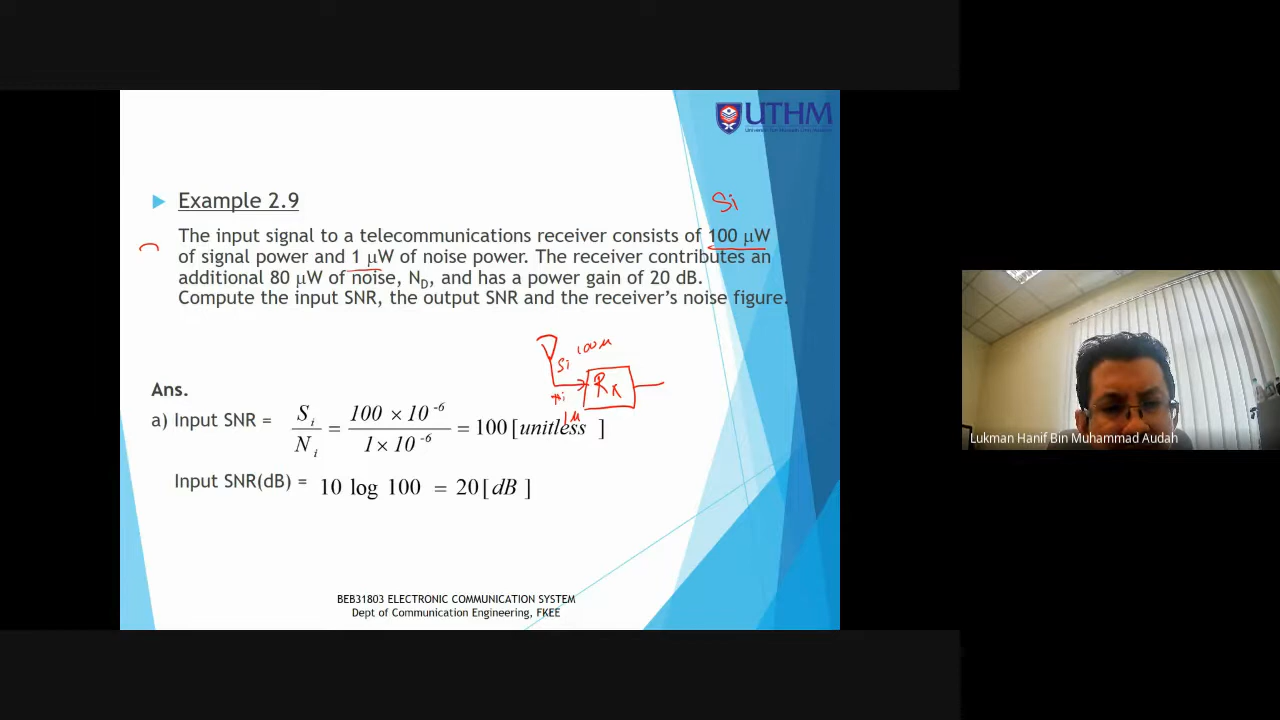 UTHM
Example 2.9
Si
The input signal to a telecommunications receiver consists of 100 μW
of signal power and 1 μW of noise power. The receiver contributes an
additional 80 μW of noise, N_D, and has a power gain of 20 dB.
Compute the input SNR, the output SNR and the receiver's noise figure.
Si 100μ
Rx
1μ
Ans.
a) Input SNR = S_i / N_i = 100 × 10^-6 / 1 × 10^-6 = 100 [unitless ]
Input SNR(dB) = 10 log 100 = 20 [ dB ]
BEB31803 ELECTRONIC COMMUNICATION SYSTEM
Dept of Communication Engineering, FKEE
Lukman Hanif Bin Muhammad Audah